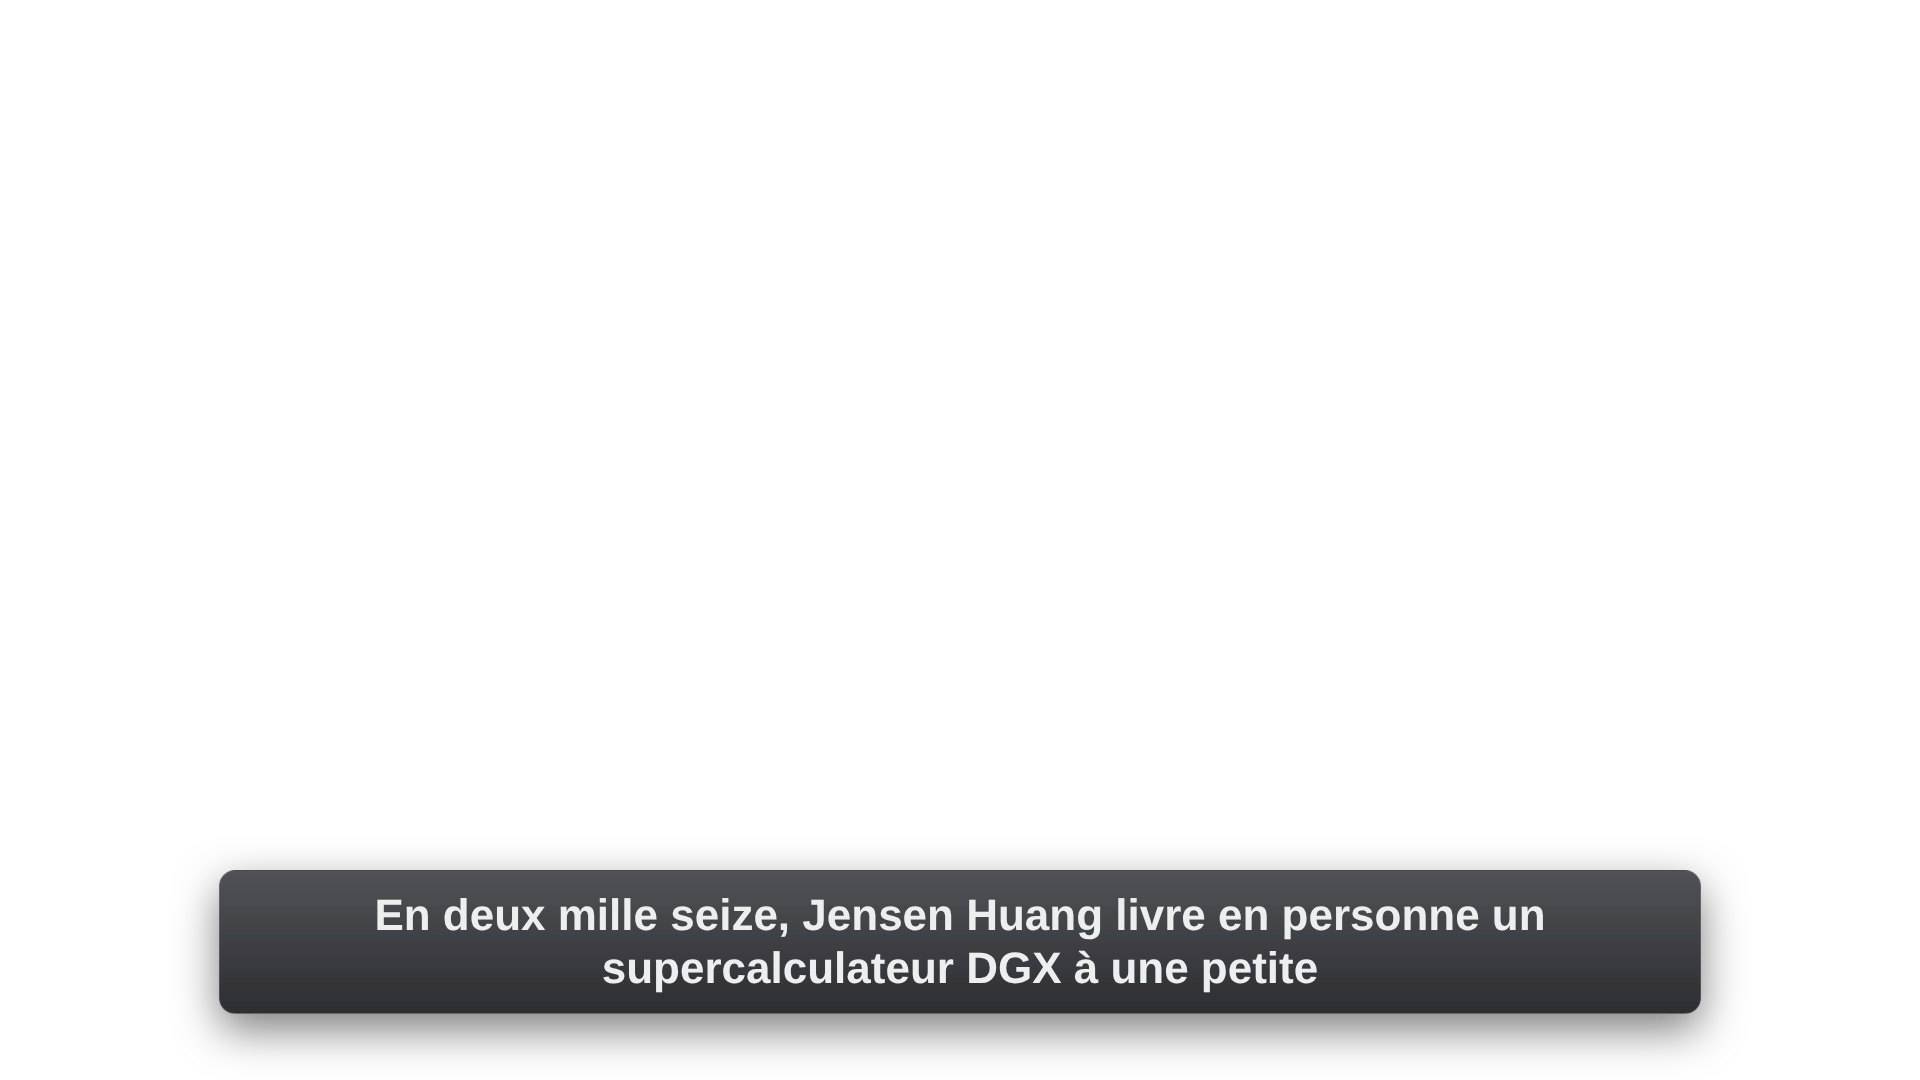 En deux mille seize, Jensen Huang livre en personne un
supercalculateur DGX à une petite